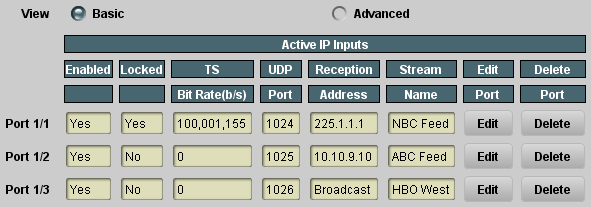 View Basic Advanced
Active IP Inputs
Enabled Locked TS UDP Reception Stream Edit Delete
Bit Rate(b/s) Port Address Name Port Port
Port 1/1 Yes Yes 100,001,155 1024 225.1.1.1 NBC Feed Edit Delete
Port 1/2 Yes No 0 1025 10.10.9.10 ABC Feed Edit Delete
Port 1/3 Yes No 0 1026 Broadcast HBO West Edit Delete